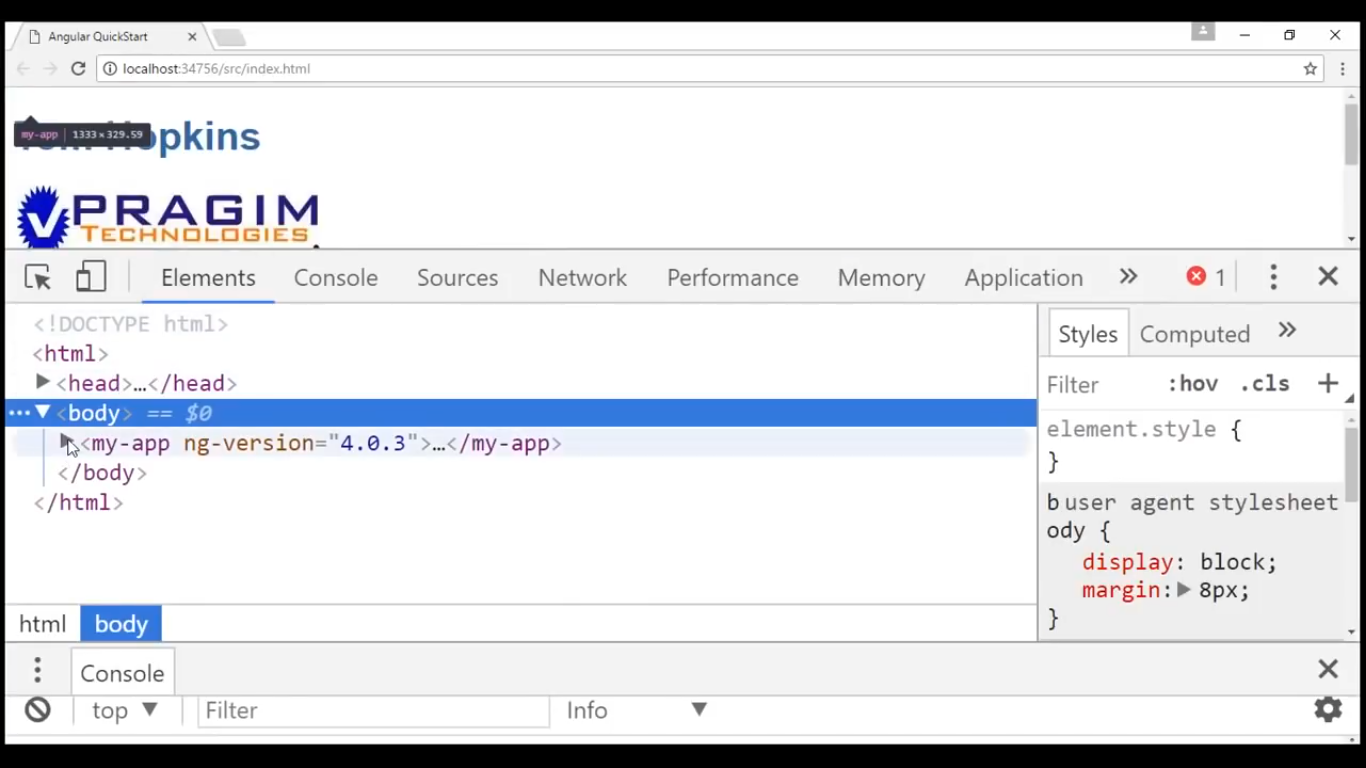 Angular QuickStart
localhost:34756/src/index.html
my-app 1333×329.59
opkins
PRAGIM
TECHNOLOGIES
Elements Console Sources Network Performance Memory Application » 1
<!DOCTYPE html>
<html>
<head>…</head>
<body> == $0
<my-app ng-version="4.0.3">…</my-app>
</body>
</html>
html body
Styles Computed »
Filter :hov .cls +
element.style {
}
b user agent stylesheet
ody {
display: block;
margin: 8px;
}
Console
top Filter Info